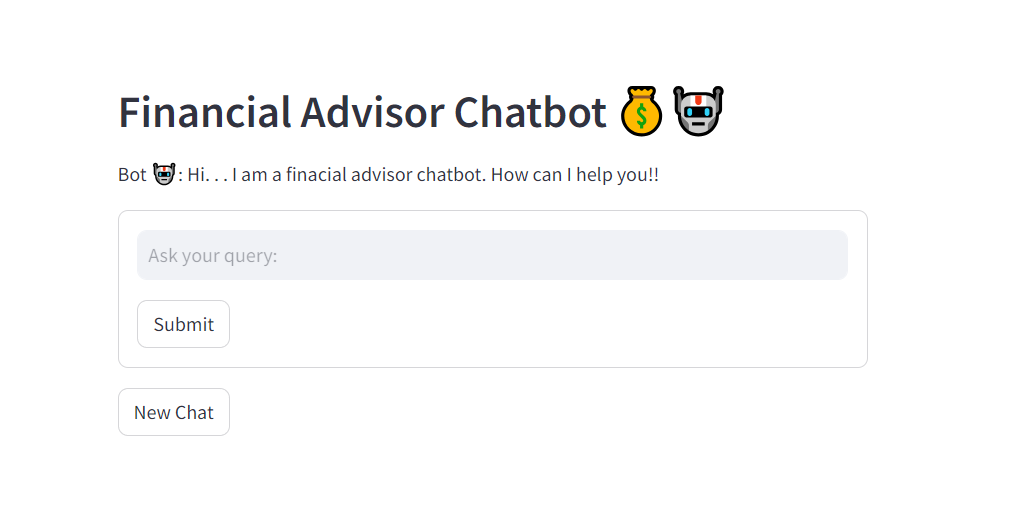 Financial Advisor Chatbot 💰🤖
Bot 🤖: Hi. . . I am a finacial advisor chatbot. How can I help you!!
Ask your query:
Submit
New Chat